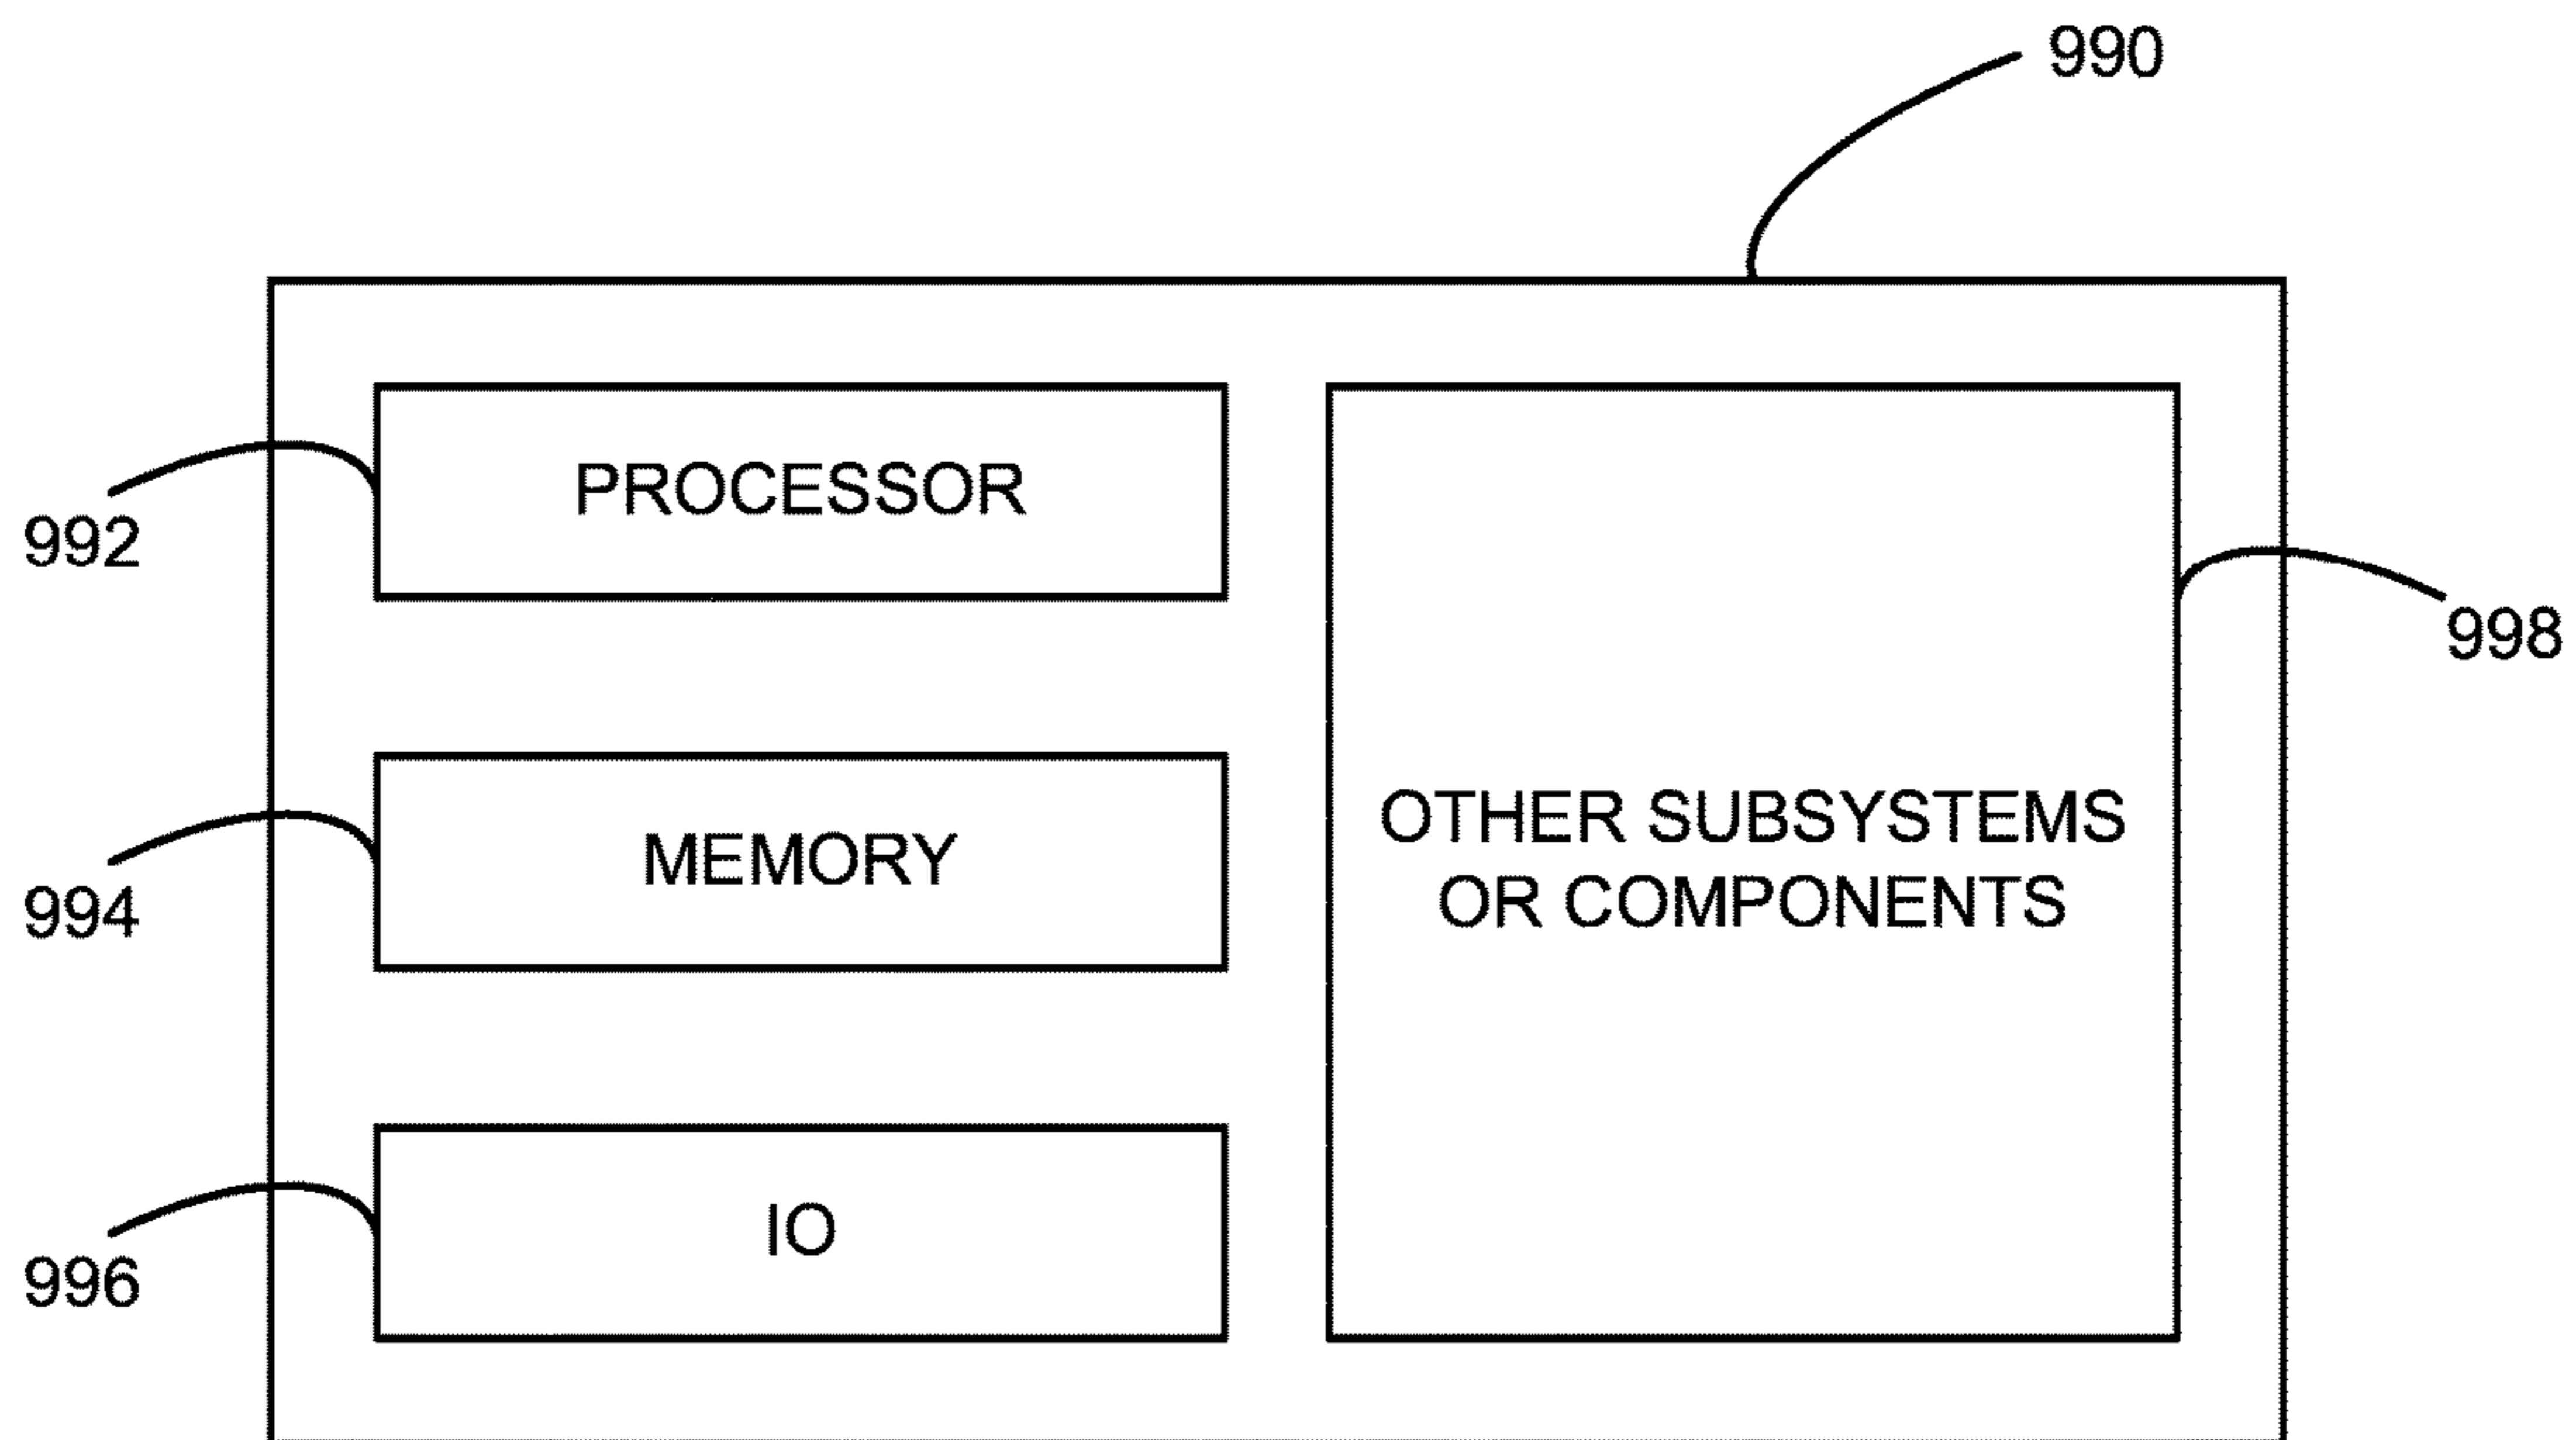 990
PROCESSOR
992
998
MEMORY
OTHER SUBSYSTEMS
OR COMPONENTS
994
IO
996